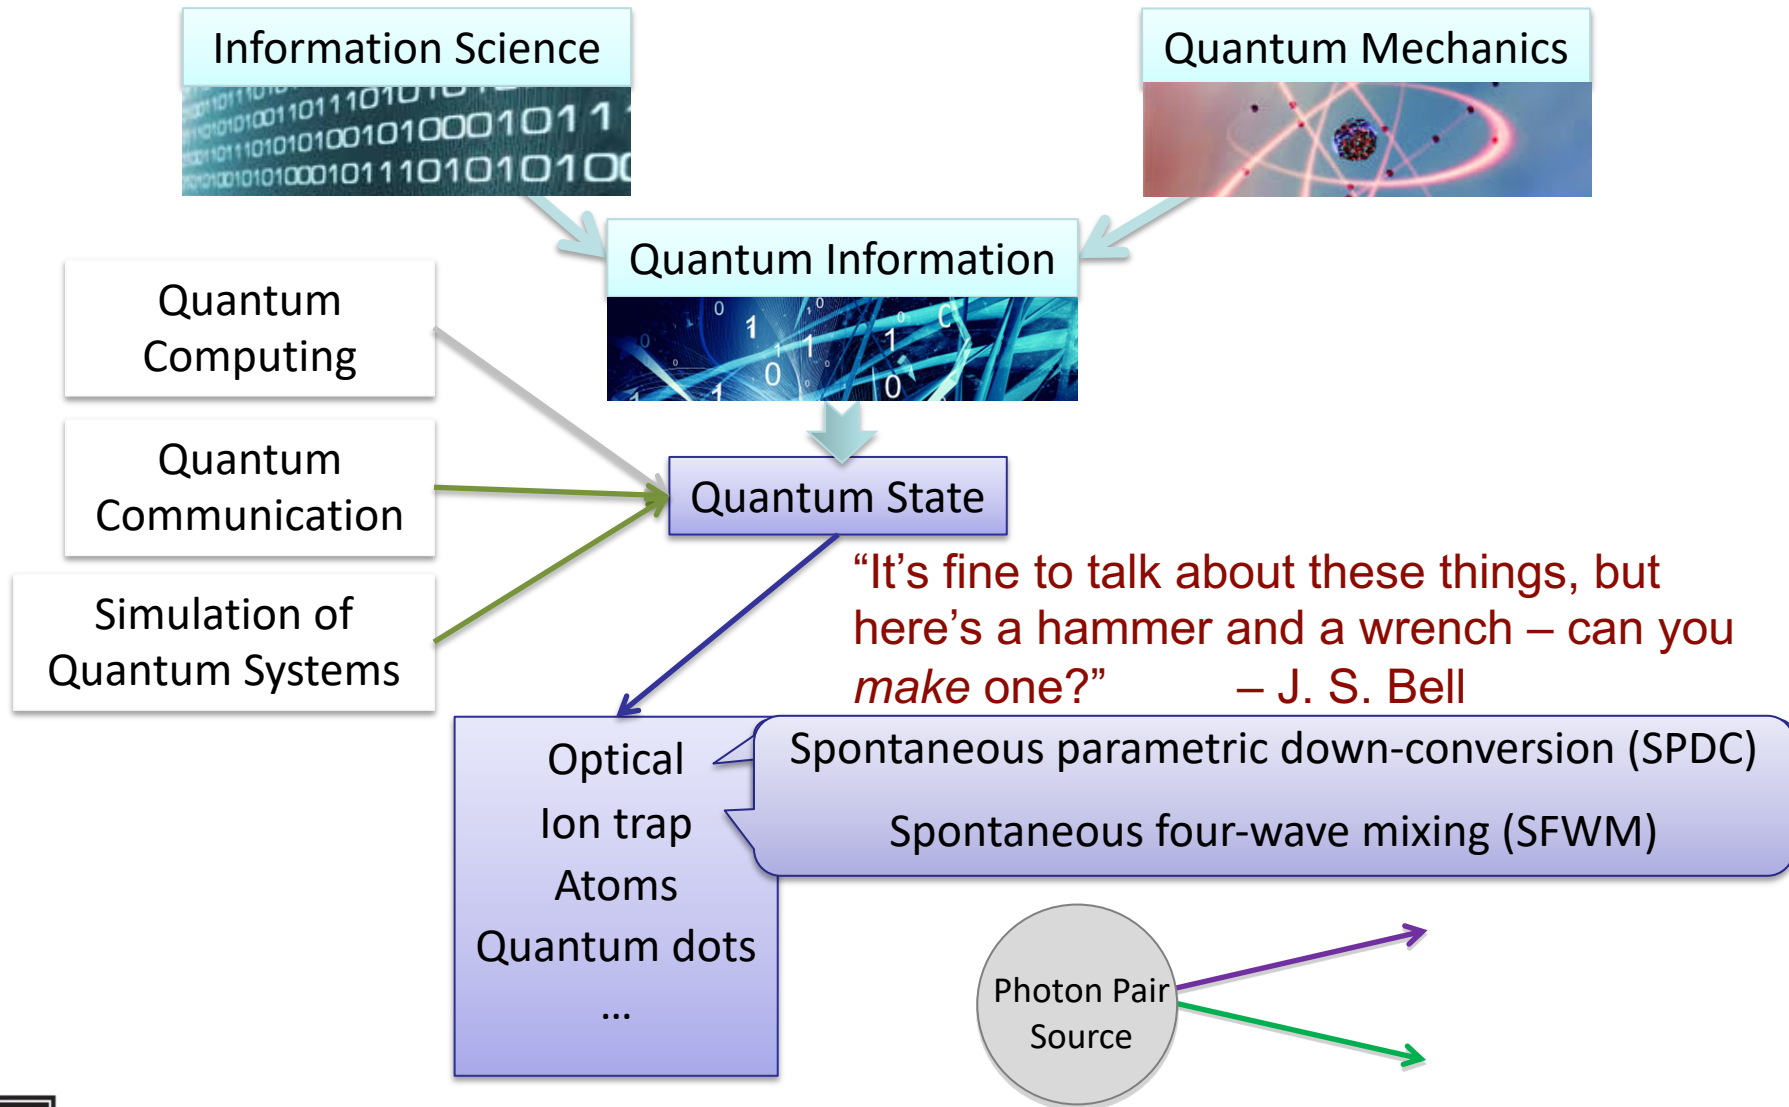 Information Science
Quantum Mechanics
Quantum Information
Quantum
Computing
Quantum
Communication
Simulation of
Quantum Systems
Quantum State
“It’s fine to talk about these things, but
here’s a hammer and a wrench – can you
make one?” – J. S. Bell
Optical
Ion trap
Atoms
Quantum dots
...
Spontaneous parametric down-conversion (SPDC)
Spontaneous four-wave mixing (SFWM)
Photon Pair
Source